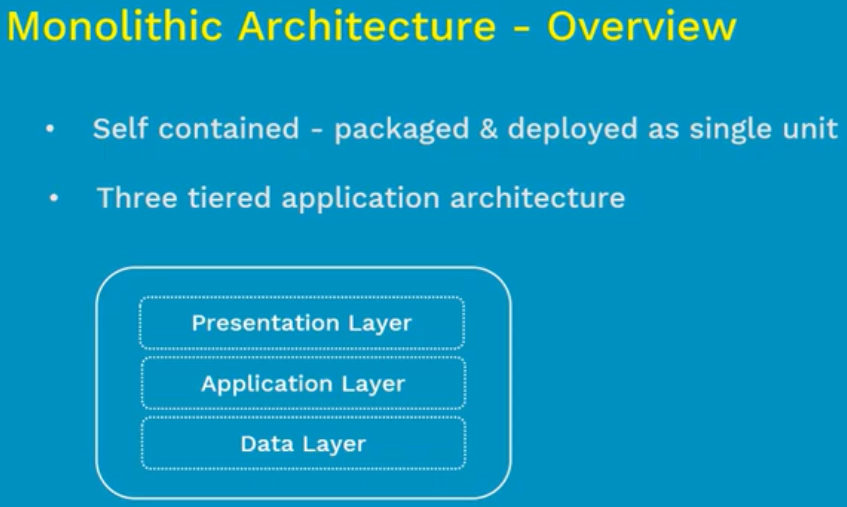 Monolithic Architecture - Overview
• Self contained - packaged & deployed as single unit
• Three tiered application architecture
Presentation Layer
Application Layer
Data Layer